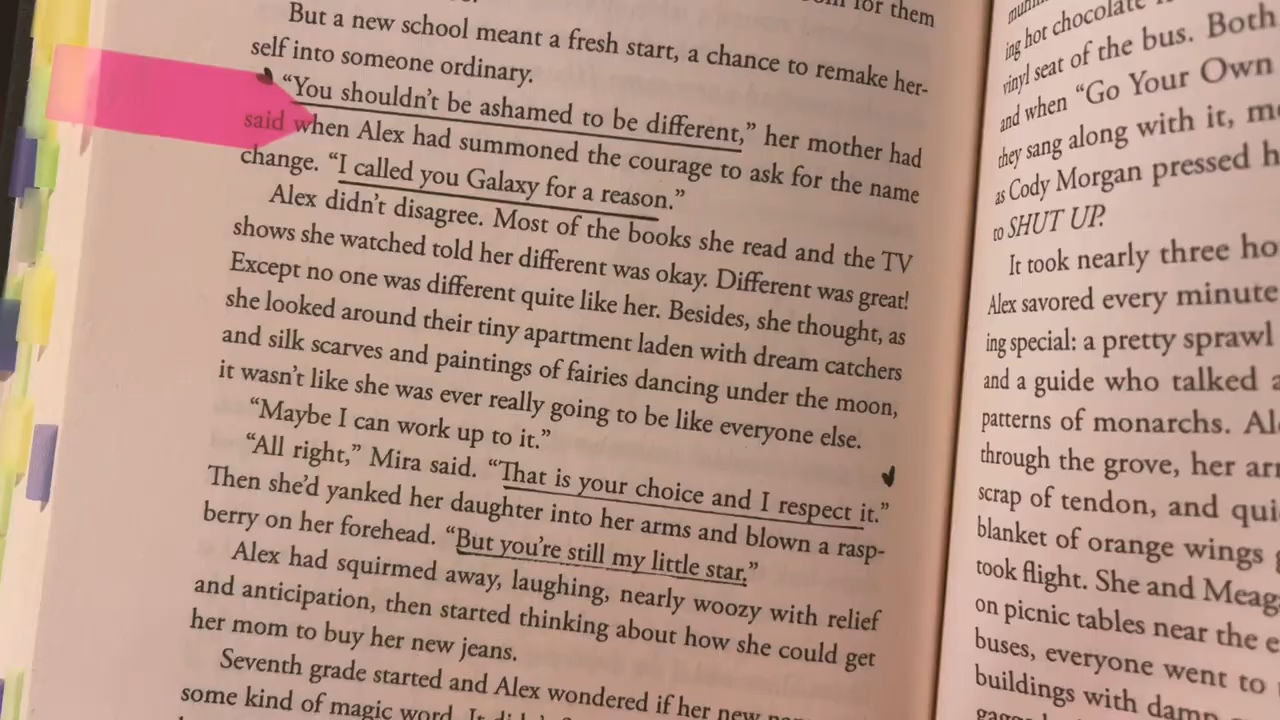 for them
But a new school meant a fresh start, a chance to remake her-
self into someone ordinary.
“You shouldn’t be ashamed to be different,” her mother had
said when Alex had summoned the courage to ask for the name
change. “I called you Galaxy for a reason.”
Alex didn’t disagree. Most of the books she read and the TV
shows she watched told her different was okay. Different was great!
Except no one was different quite like her. Besides, she thought, as
she looked around their tiny apartment laden with dream catchers
and silk scarves and paintings of fairies dancing under the moon,
it wasn’t like she was ever really going to be like everyone else.
“Maybe I can work up to it.”
“All right,” Mira said. “That is your choice and I respect it.”
Then she’d yanked her daughter into her arms and blown a rasp-
berry on her forehead. “But you’re still my little star.”
Alex had squirmed away, laughing, nearly woozy with relief
and anticipation, then started thinking about how she could get
her mom to buy her new jeans.
Seventh grade started and Alex wondered if her new
some kind of magic word. It
ing hot chocolate
vinyl seat of the bus. Both
and when “Go Your Own
they sang along with it,
as Cody Morgan pressed
to SHUT UP.
It took nearly three
Alex savored every minute
ing special: a pretty sprawl
and a guide who talked
patterns of monarchs.
through the grove, her
scrap of tendon, and
blanket of orange wings
took flight. She and
on picnic tables near the
buses, everyone went to
buildings with